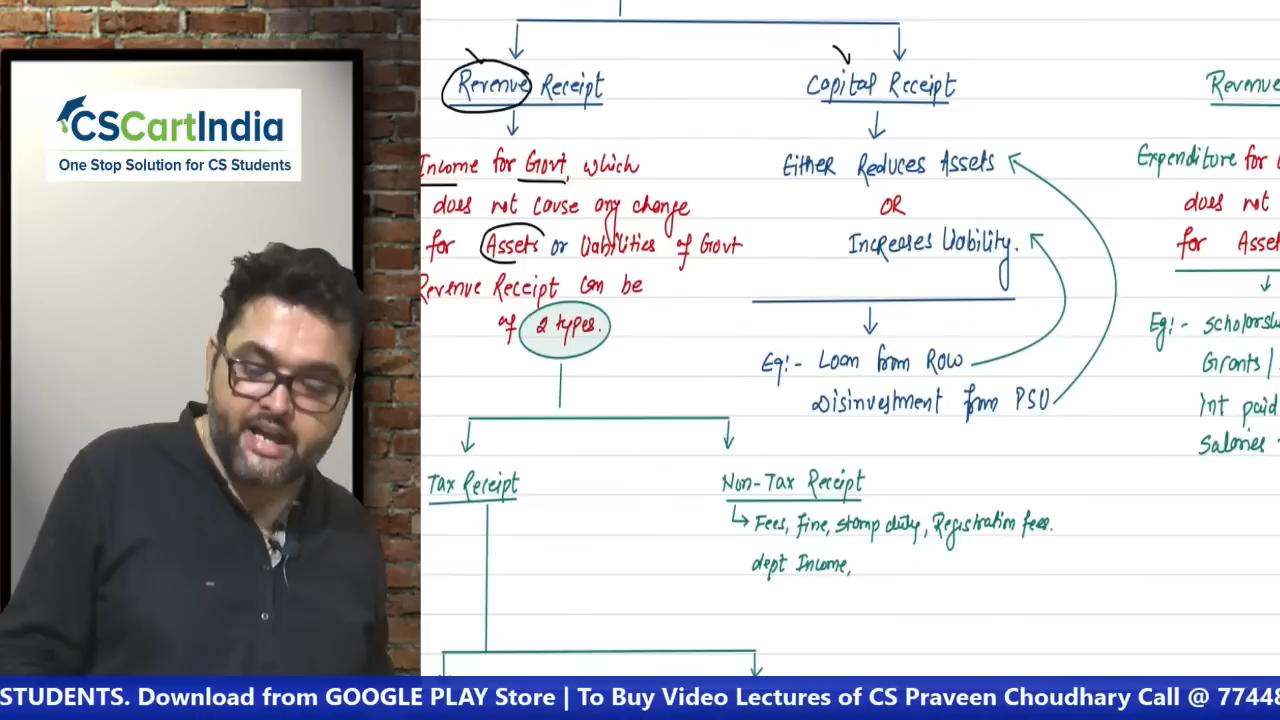 CSCartIndia
One Stop Solution for CS Students
Revenue Receipt
Income for Govt, which
does not cause any change
for Assets or Liabilities of Govt
Revenue Receipt can be
of 2 types.
Tax Receipt
Non-Tax Receipt
Fees, Fine, stamp duty, Registration fees.
dept Income,
Capital Receipt
Either Reduces Assets
OR
Increases Liability.
Eg:- Loan from ROW
Disinvestment from PSU
Revenue
Expenditure for
does not
for Asset
Eg:- Scholarsh
Grants/
Int paid
Salaries
STUDENTS. Download from GOOGLE PLAY Store | To Buy Video Lectures of CS Praveen Choudhary Call @ 77448